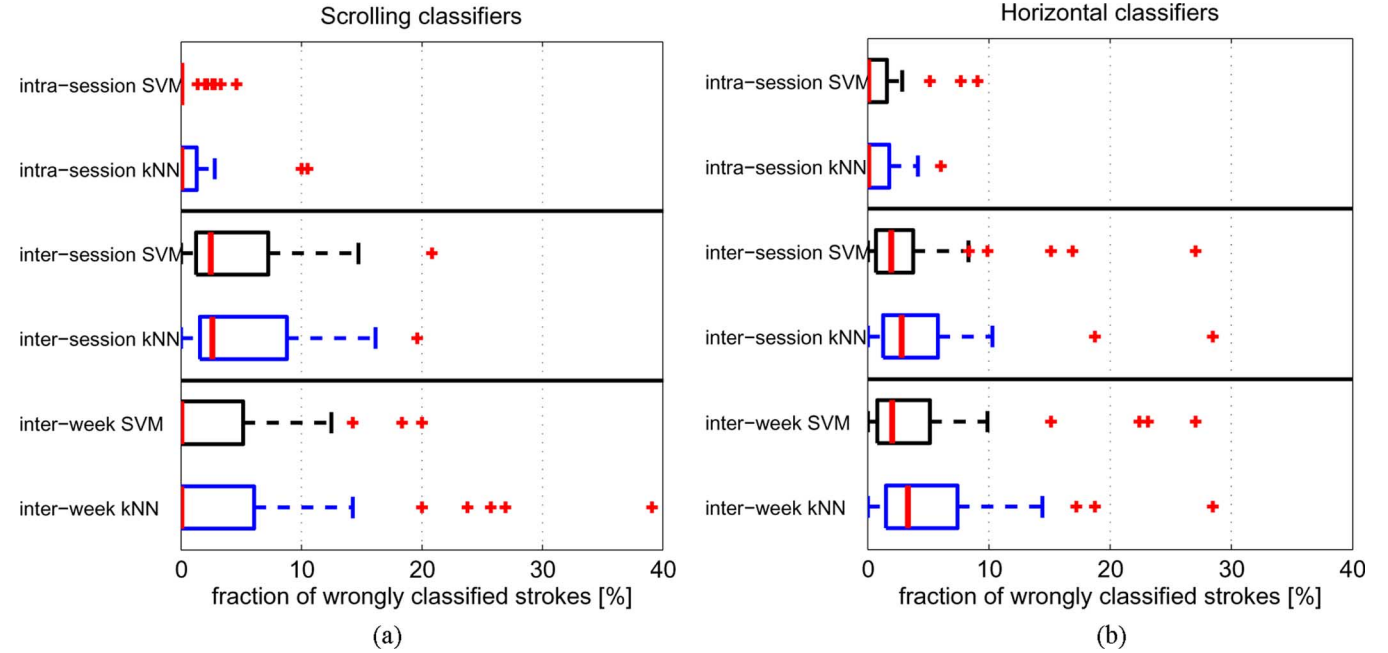 Scrolling classifiers
intra-session SVM
intra-session kNN
inter-session SVM
inter-session kNN
inter-week SVM
inter-week kNN
0 10 20 30 40
fraction of wrongly classified strokes [%]
(a)
Horizontal classifiers
intra-session SVM
intra-session kNN
inter-session SVM
inter-session kNN
inter-week SVM
inter-week kNN
0 10 20 30 40
fraction of wrongly classified strokes [%]
(b)